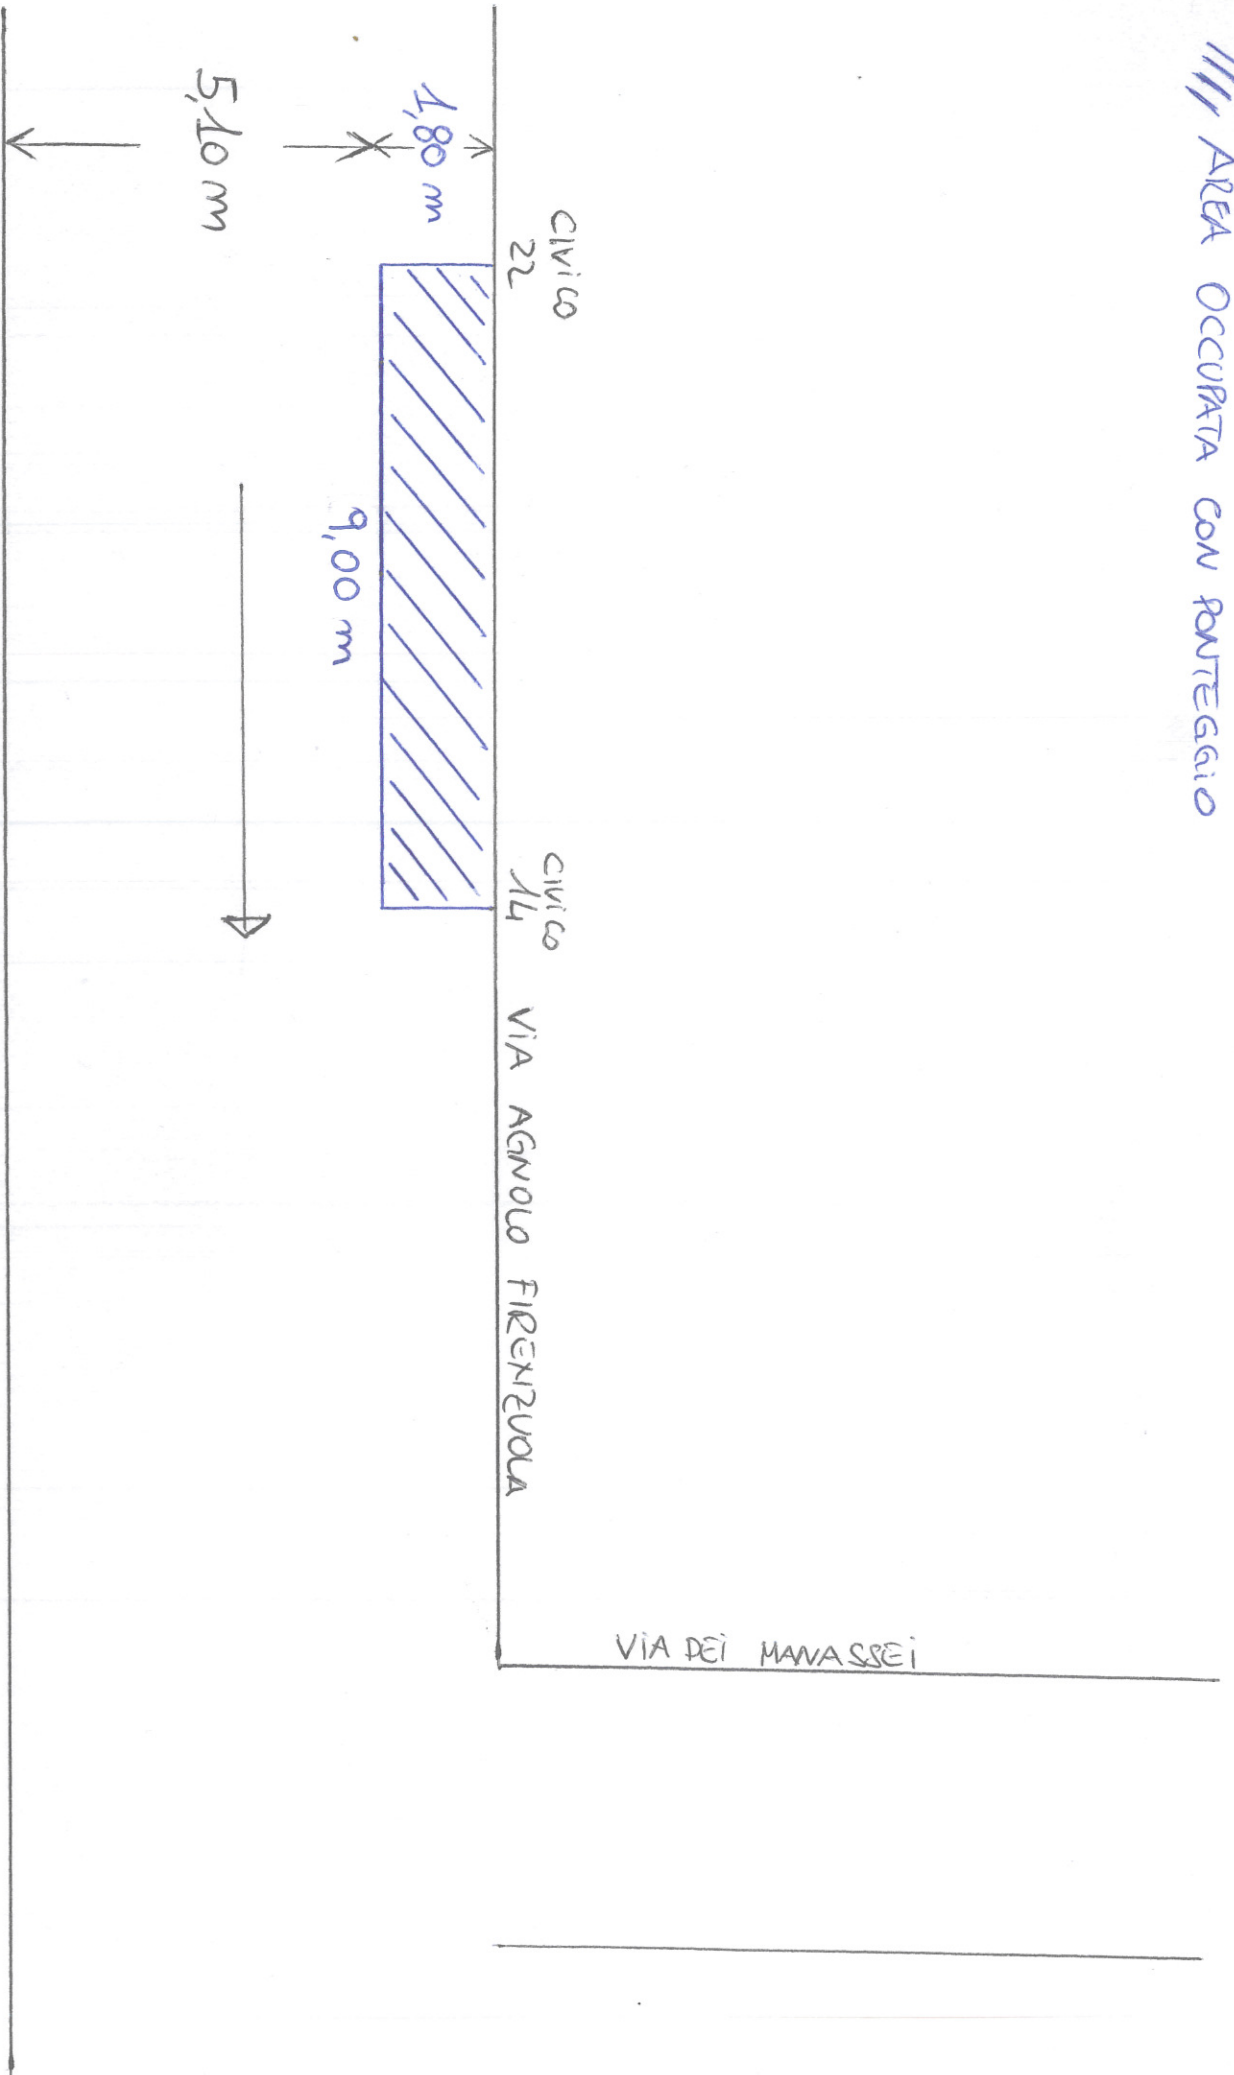 //// AREA OCCUPATA CON PONTEGGIO
CIVICO
22
CIVICO
14
VIA AGNOLO FIRENZUOLA
1,80 m
5,10 m
9,00 m
VIA DEI MANASSEI